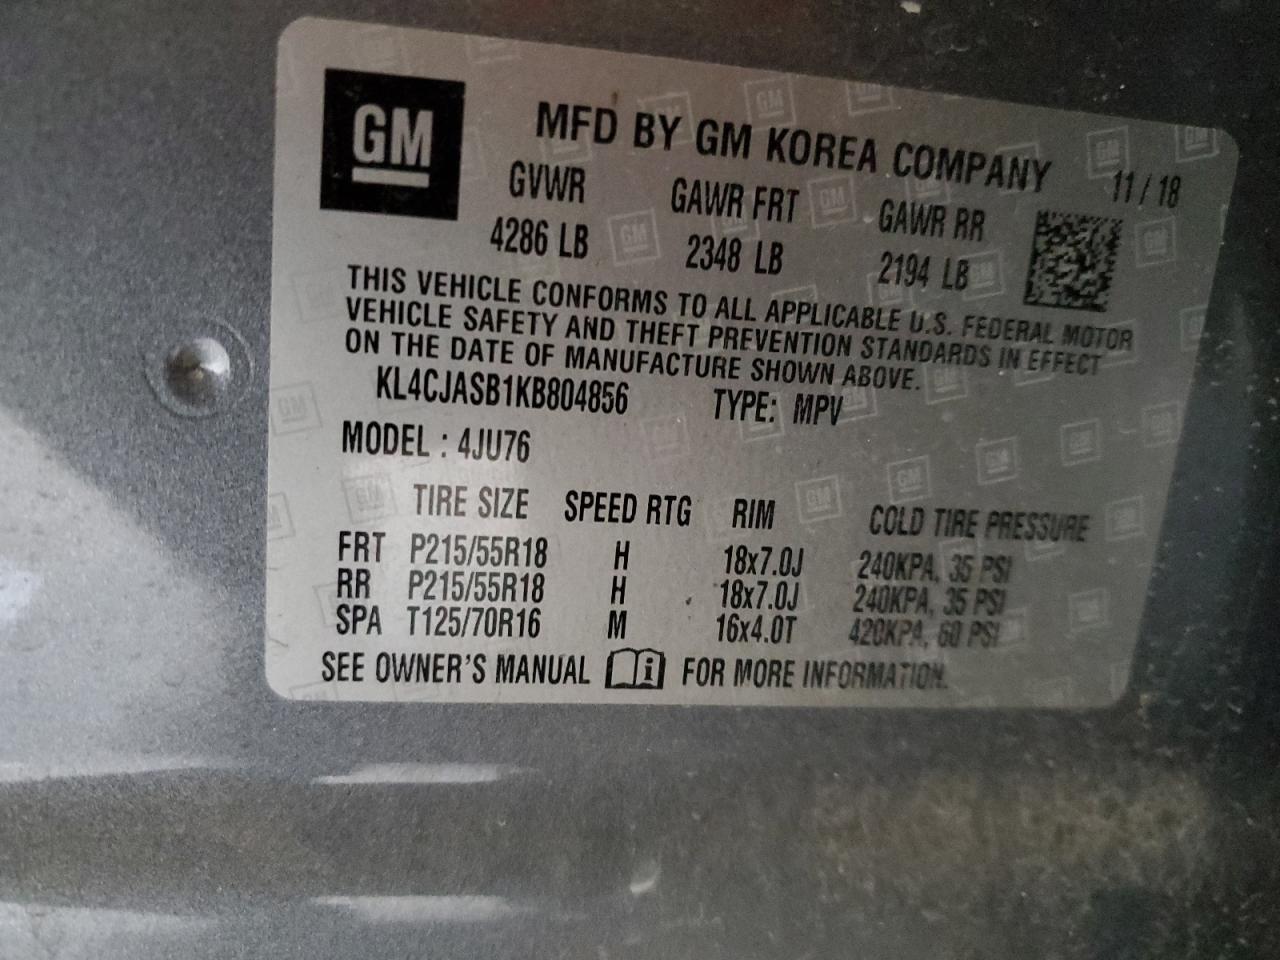 GM
MFD BY GM KOREA COMPANY 11 / 18
GVWR GAWR FRT GAWR RR
4286 LB 2348 LB 2194 LB
THIS VEHICLE CONFORMS TO ALL APPLICABLE U.S. FEDERAL MOTOR
VEHICLE SAFETY AND THEFT PREVENTION STANDARDS IN EFFECT
ON THE DATE OF MANUFACTURE SHOWN ABOVE.
KL4CJASB1KB804856 TYPE: MPV
MODEL : 4JU76
TIRE SIZE SPEED RTG RIM COLD TIRE PRESSURE
FRT P215/55R18 H 18x7.0J 240KPA, 35 PSI
RR P215/55R18 H 18x7.0J 240KPA, 35 PSI
SPA T125/70R16 M 16x4.0T 420KPA, 60 PSI
SEE OWNER'S MANUAL i FOR MORE INFORMATION.